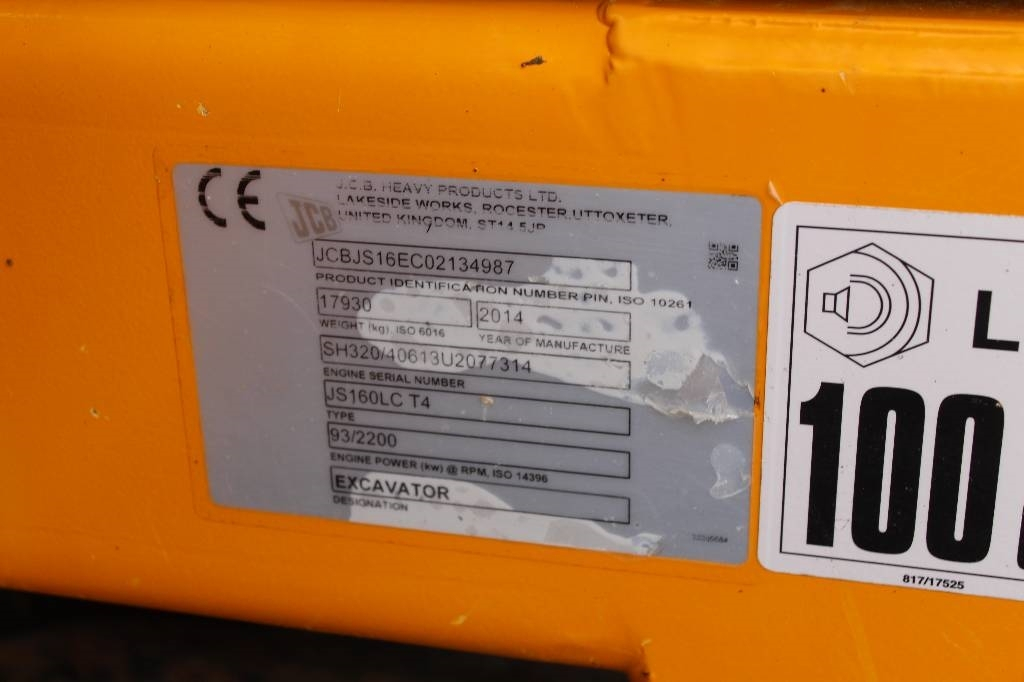 CE
JCB
J.C.B. HEAVY PRODUCTS LTD.
LAKESIDE WORKS, ROCESTER,UTTOXETER,
UNITED KINGDOM, ST14 5JP
JCBJS16EC02134987
PRODUCT IDENTIFICATION NUMBER PIN, ISO 10261
17930
2014
WEIGHT (kg), ISO 6016
YEAR OF MANUFACTURE
SH320/40613U2077314
ENGINE SERIAL NUMBER
JS160LC T4
TYPE
93/2200
ENGINE POWER (kw) @ RPM, ISO 14396
EXCAVATOR
DESIGNATION
L
100
817/17525